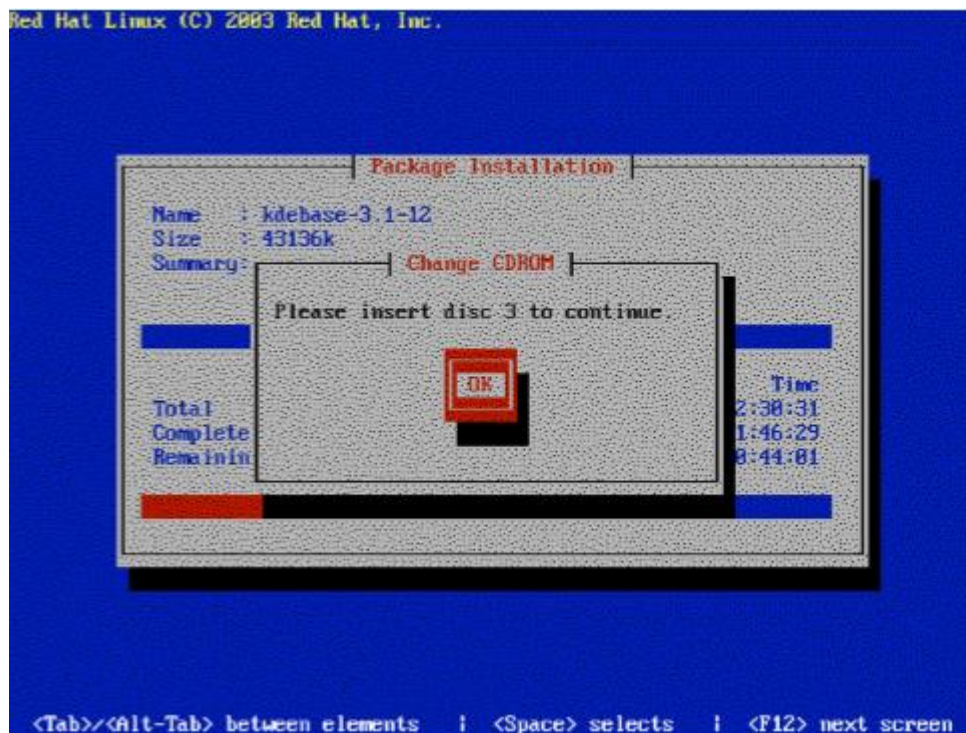 Red Hat Linux (C) 2003 Red Hat, Inc.
Package Installation
Name : kdebase-3.1-12
Size : 43136k
Summary:
Change CDROM
Please insert disc 3 to continue.
OK
Time
Total 2:30:31
Complete 1:46:29
Remainin 0:44:01
<Tab>/<Alt-Tab> between elements | <Space> selects | <F12> next screen